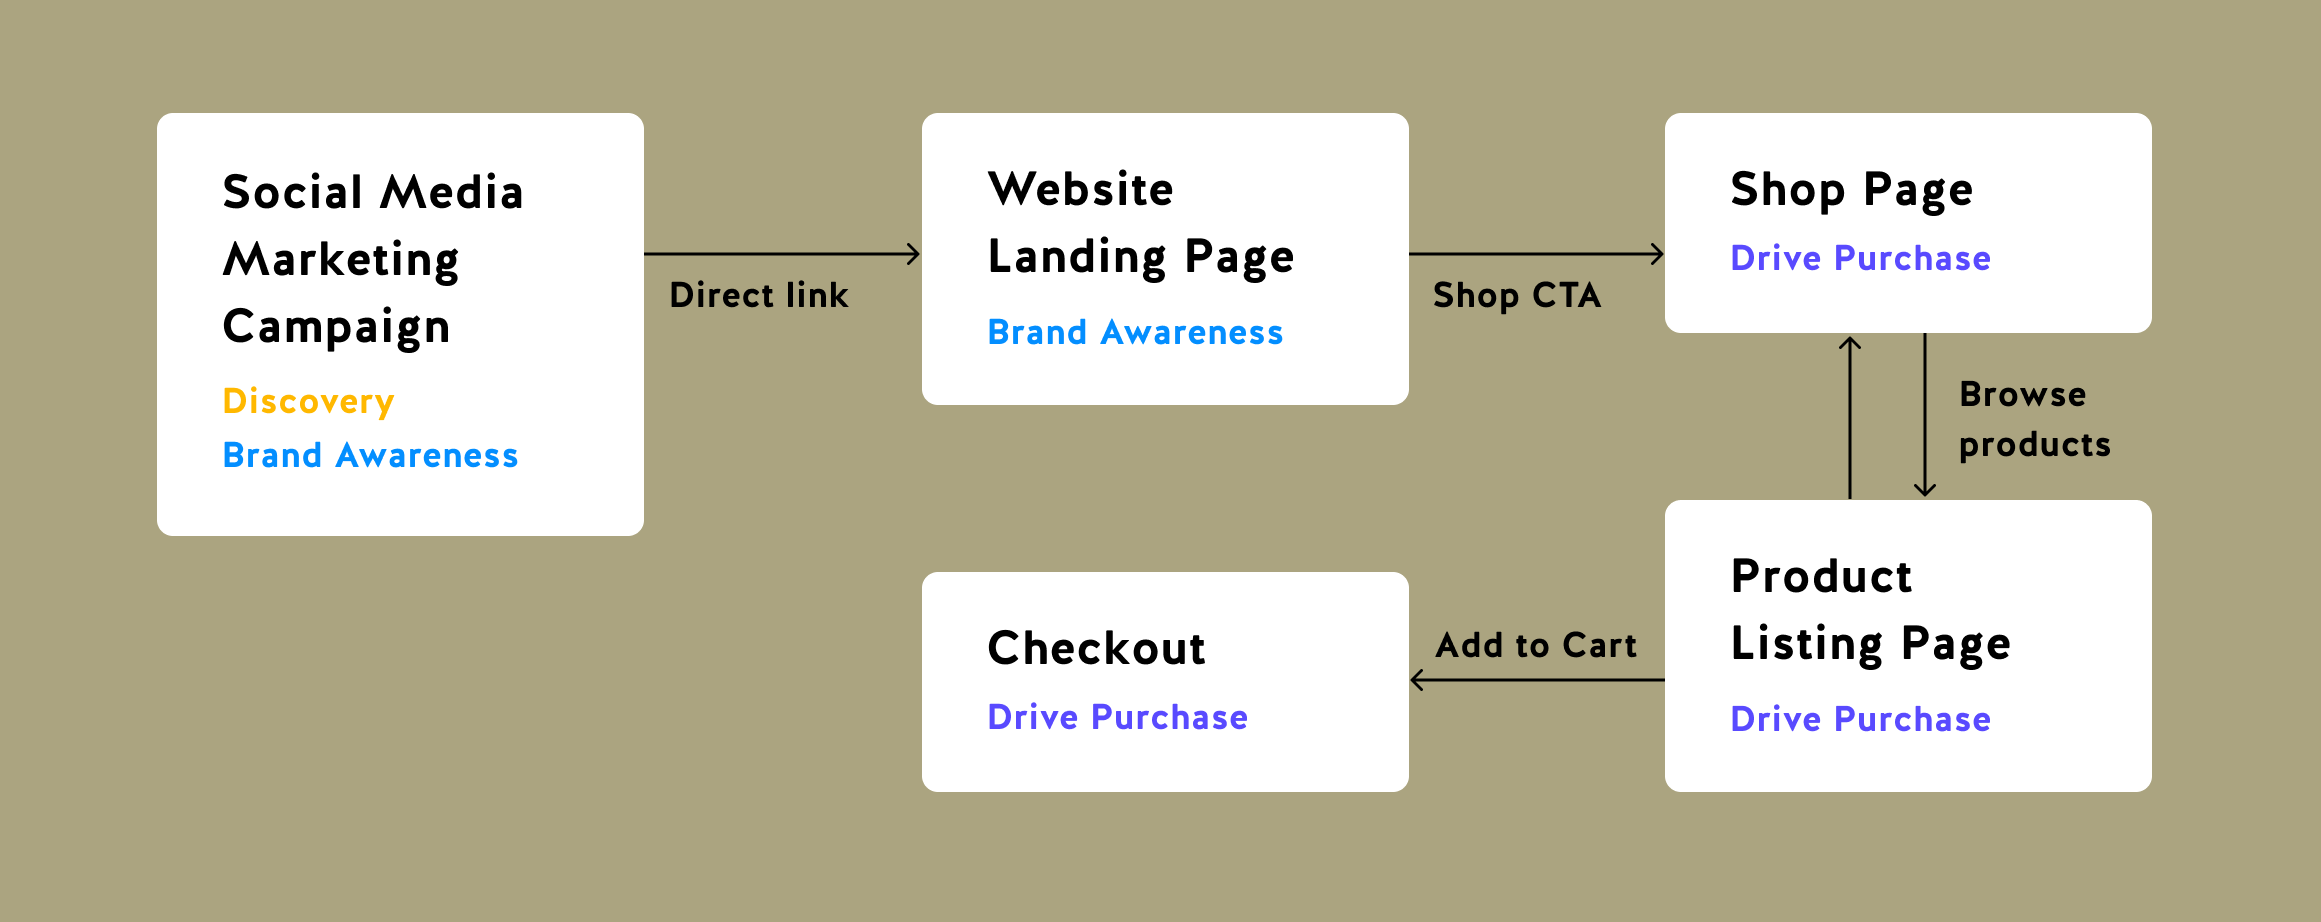 Social Media
Marketing
Campaign
Discovery
Brand Awareness
Direct link
Website
Landing Page
Brand Awareness
Shop CTA
Shop Page
Drive Purchase
Browse
products
Product
Listing Page
Drive Purchase
Add to Cart
Checkout
Drive Purchase